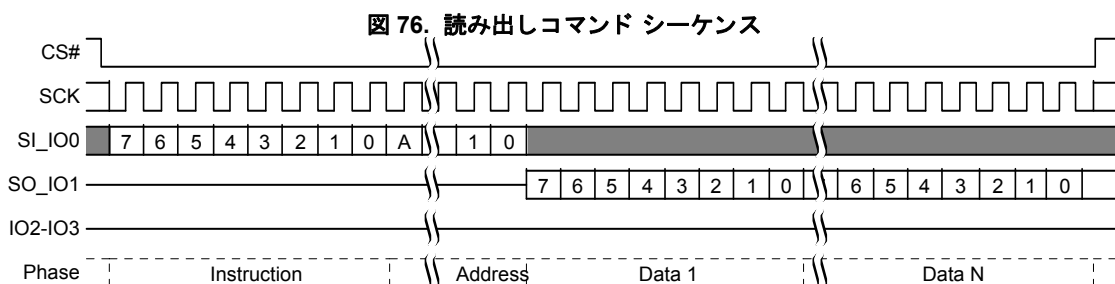 図 76. 読み出しコマンド シーケンス
CS#
SCK
SI_IO0 7 6 5 4 3 2 1 0 A 1 0
SO_IO1 7 6 5 4 3 2 1 0 6 5 4 3 2 1 0
IO2-IO3
Phase Instruction Address Data 1 Data N